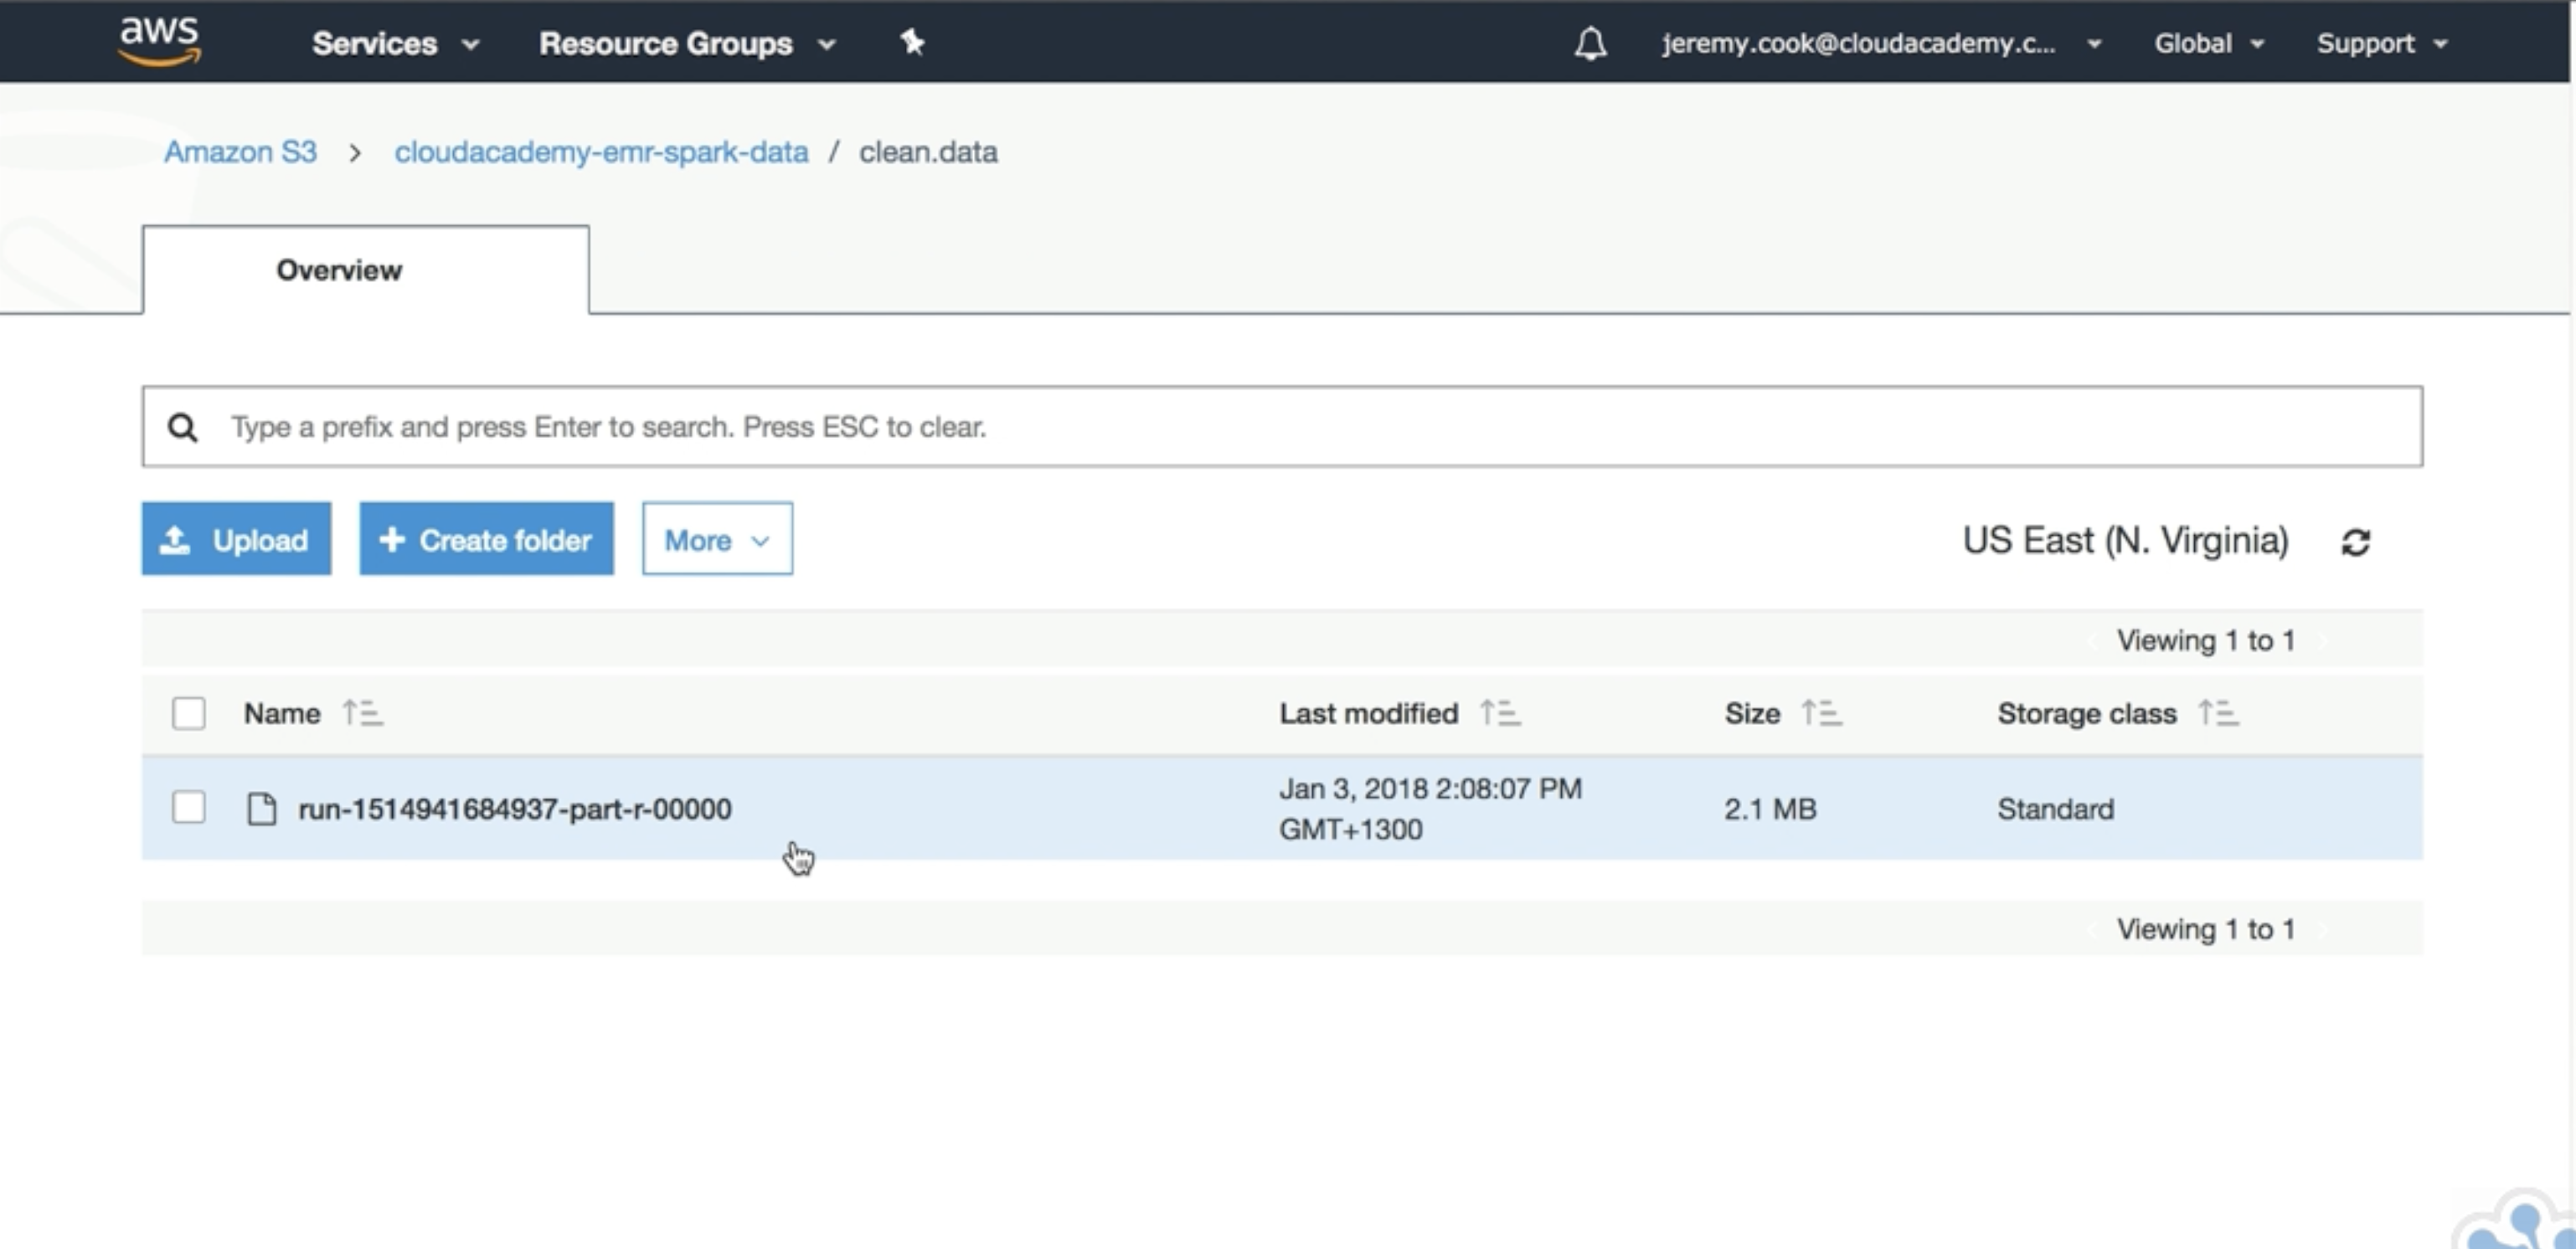 aws Services Resource Groups jeremy.cook@cloudacademy.c... Global Support
Amazon S3 > cloudacademy-emr-spark-data / clean.data
Overview
Type a prefix and press Enter to search. Press ESC to clear.
Upload + Create folder More US East (N. Virginia)
Viewing 1 to 1
Name Last modified Size Storage class
run-1514941684937-part-r-00000 Jan 3, 2018 2:08:07 PM 2.1 MB Standard
GMT+1300
Viewing 1 to 1